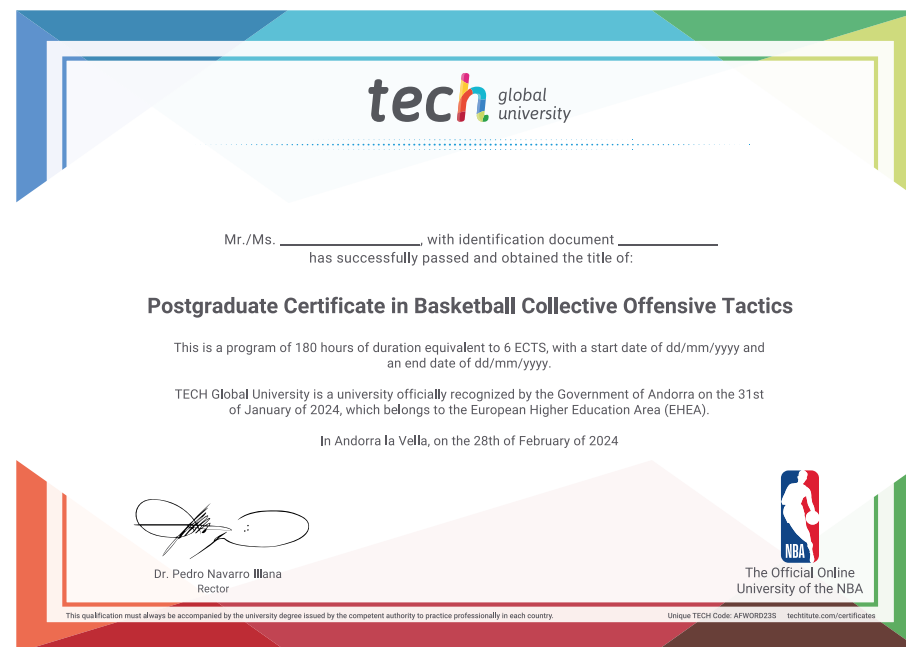 tech global university
Mr./Ms. ____________, with identification document ____________
has successfully passed and obtained the title of:
Postgraduate Certificate in Basketball Collective Offensive Tactics
This is a program of 180 hours of duration equivalent to 6 ECTS, with a start date of dd/mm/yyyy and
an end date of dd/mm/yyyy.
TECH Global University is a university officially recognized by the Government of Andorra on the 31st
of January of 2024, which belongs to the European Higher Education Area (EHEA).
In Andorra la Vella, on the 28th of February of 2024
Dr. Pedro Navarro Illana
Rector
NBA
The Official Online
University of the NBA
This qualification must always be accompanied by the university degree issued by the competent authority to practice professionally in each country.
Unique TECH Code: AFWORD23S techtitute.com/certificates